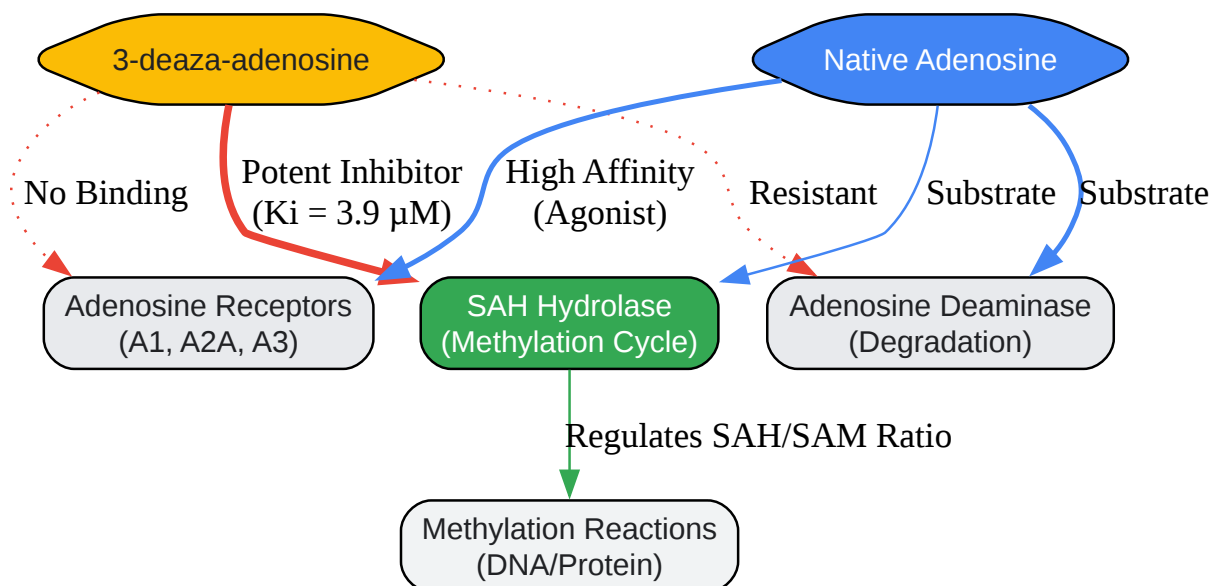 3-deaza-adenosine
Native Adenosine
No Binding
Potent Inhibitor
(Ki = 3.9 µM)
High Affinity
(Agonist)
Resistant
Substrate
Substrate
Adenosine Receptors
(A1, A2A, A3)
SAH Hydrolase
(Methylation Cycle)
Adenosine Deaminase
(Degradation)
Regulates SAH/SAM Ratio
Methylation Reactions
(DNA/Protein)